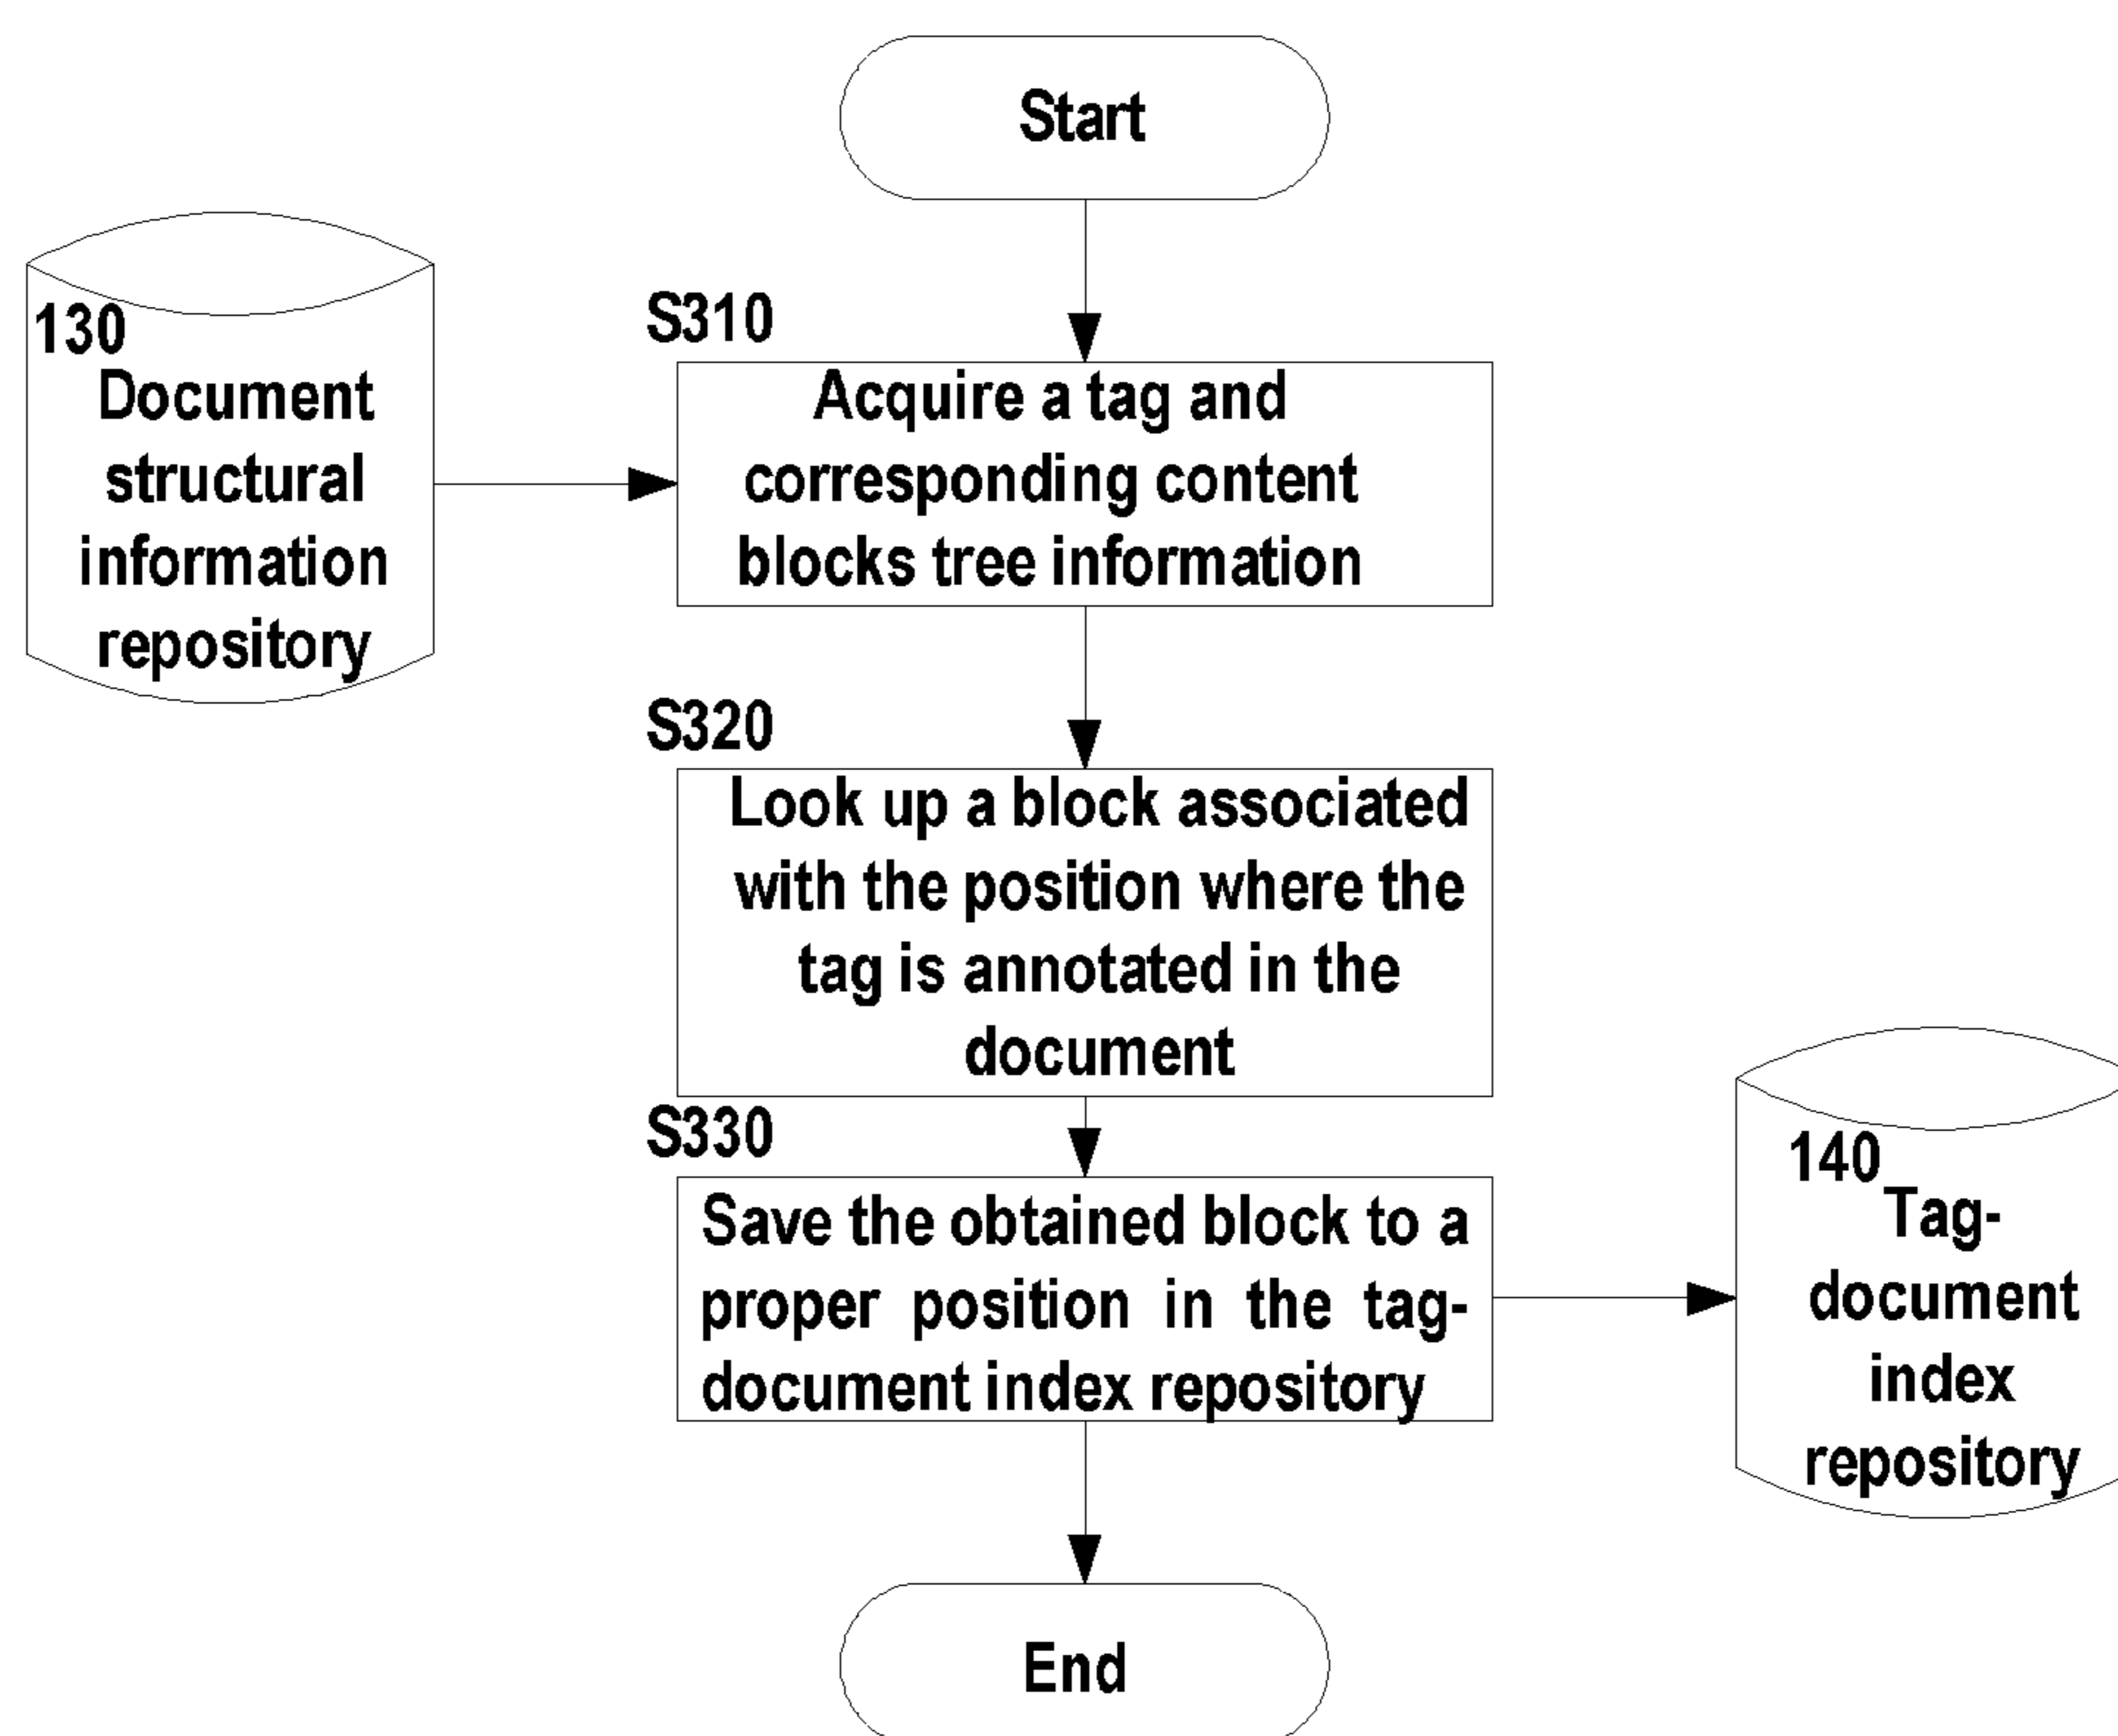 Start
130
Document
structural
information
repository
S310
Acquire a tag and
corresponding content
blocks tree information
S320
Look up a block associated
with the position where the
tag is annotated in the
document
S330
Save the obtained block to a
proper position in the tag-
document index repository
140
Tag-
document
index
repository
End